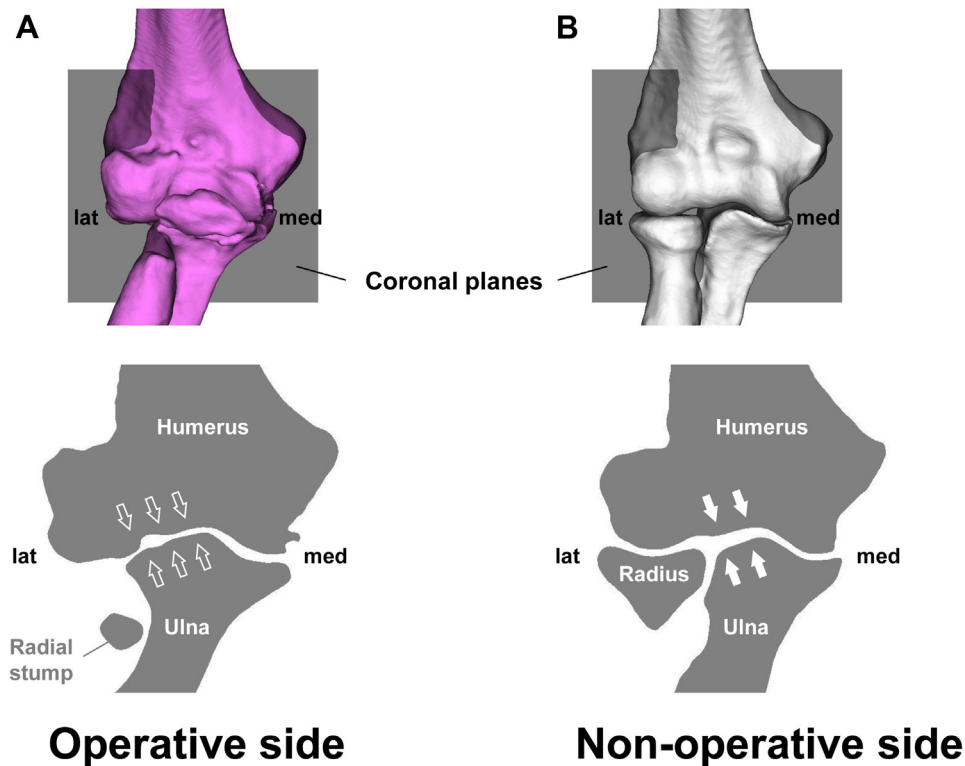 A
B
lat
med
lat
med
Coronal planes
Humerus
Humerus
lat
med
lat
med
Radius
Ulna
Ulna
Radial
stump
Operative side
Non-operative side